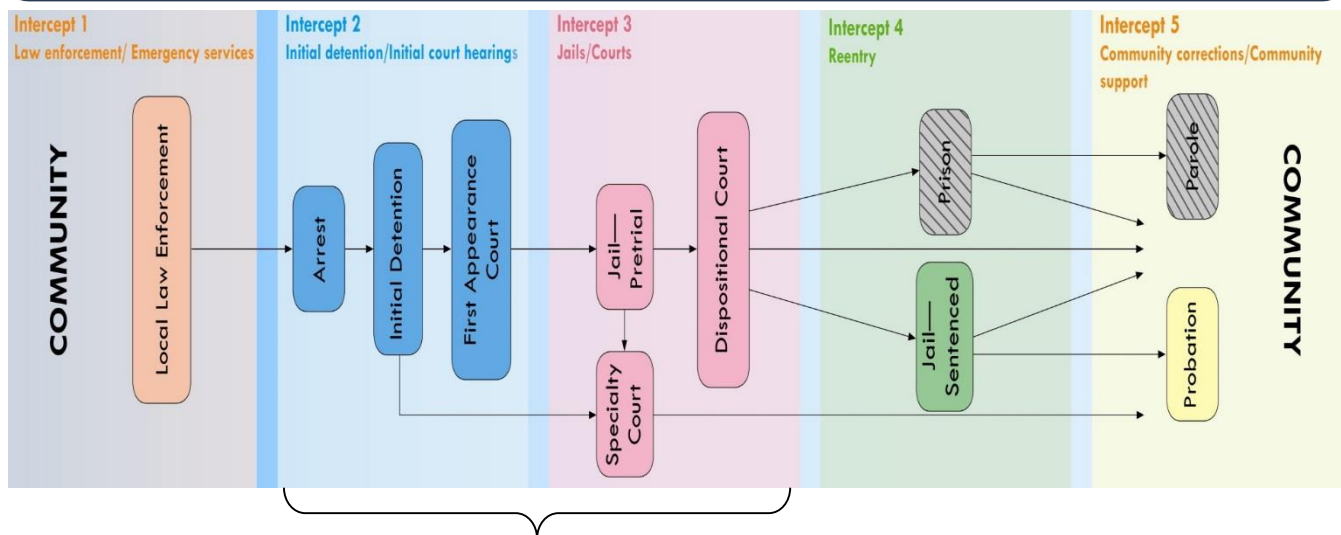 Intercept 1
Law enforcement/ Emergency services
Intercept 2
Initial detention/Initial court hearings
Intercept 3
Jails/Courts
Intercept 4
Reentry
Intercept 5
Community corrections/Community
support
COMMUNITY
Local Law Enforcement
Arrest
Initial Detention
First Appearance
Court
Jail—
Pretrial
Specialty
Court
Dispositional Court
Prison
Jail—
Sentenced
Parole
Probation
COMMUNITY